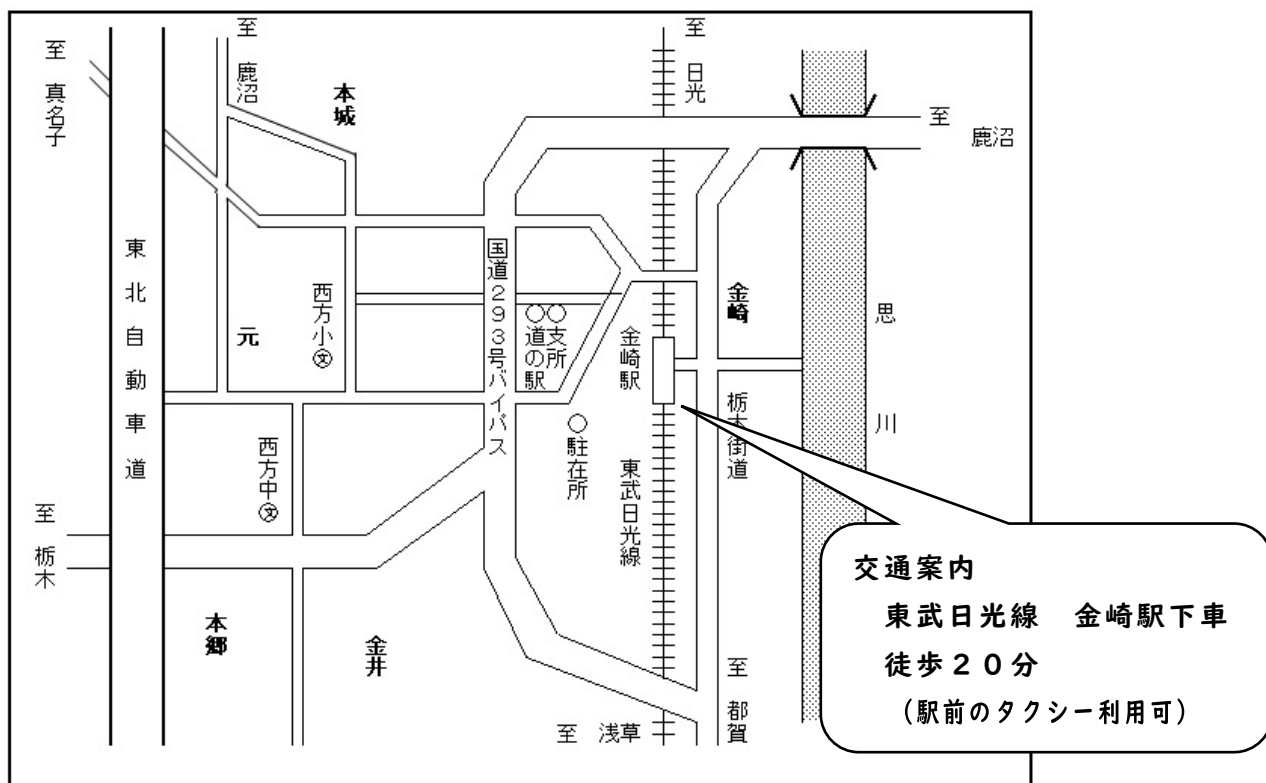 至 真名子
至 鹿沼
本城
至 日光
至 鹿沼
東北自動車道
元
西方小 文
国道293号バイパス
○支所
○道の駅
金崎駅
金崎
思川
栃木街道
西方中 文
○駐在所
東武日光線
至 栃木
本郷
金井
至 浅草
至 都賀
交通案内
東武日光線 金崎駅下車
徒歩20分
(駅前のタクシー利用可)